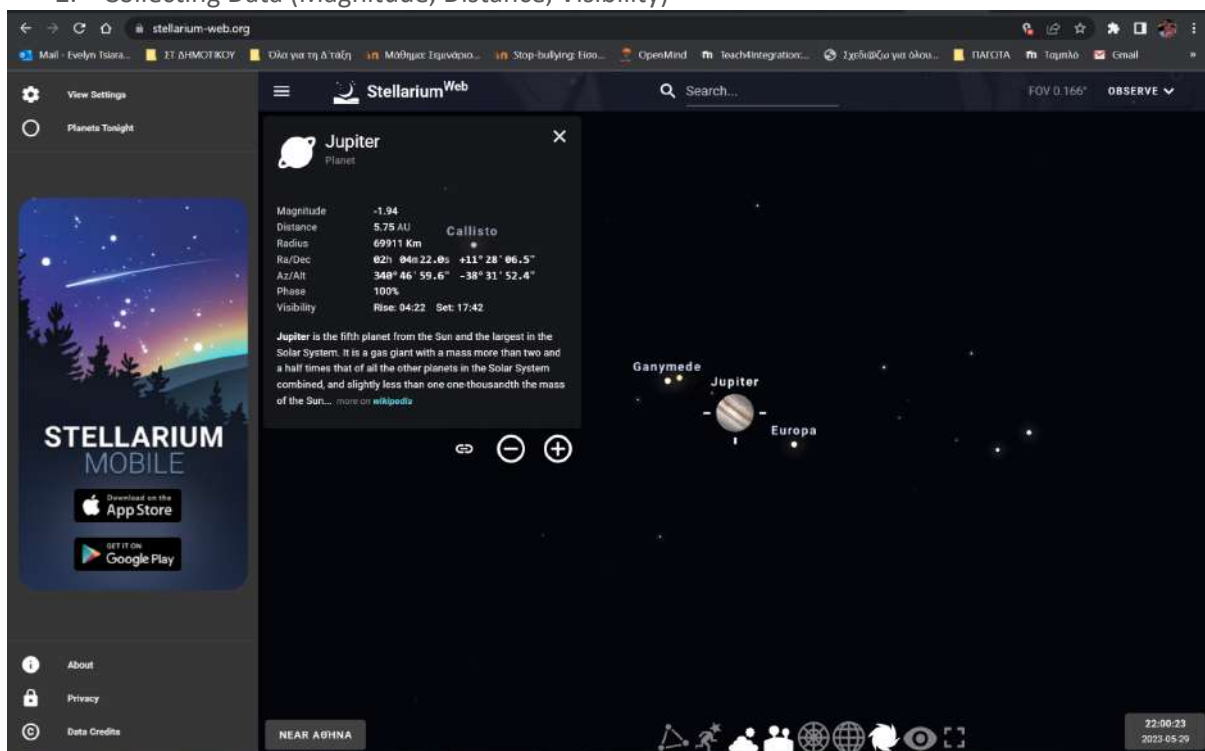 2. Collecting Data (Magnitude, Distance, Visibility)
stellarium-web.org
Mail - Evelyn Tsiara... ΣΤ ΔΗΜΟΤΙΚΟΥ Όλα για τη Δ΄τάξη Μάθημα: Σεμινάριο... Stop-bullying: Είσο... OpenMind Teach4integration:... Σχεδι@ζω για όλου... ΠΑΓΩΤΑ Ταμπλό Gmail »
View Settings
Planets Tonight
StellariumWeb
Search...
FOV 0.166°
OBSERVE
Jupiter
Planet
Magnitude -1.94
Distance 5.75 AU
Radius 69911 Km
Ra/Dec 02h 04m 22.0s +11° 28' 06.5"
Az/Alt 340° 46' 59.6" -38° 31' 52.4"
Phase 100%
Visibility Rise: 04:22 Set: 17:42
Jupiter is the fifth planet from the Sun and the largest in the
Solar System. It is a gas giant with a mass more than two and
a half times that of all the other planets in the Solar System
combined, and slightly less than one one-thousandth the mass
of the Sun... more on wikipedia
Callisto
Ganymede
Jupiter
Europa
STELLARIUM
MOBILE
Download on the
App Store
GET IT ON
Google Play
About
Privacy
Data Credits
NEAR ΑΘΉΝΑ
22:00:23
2023-05-29